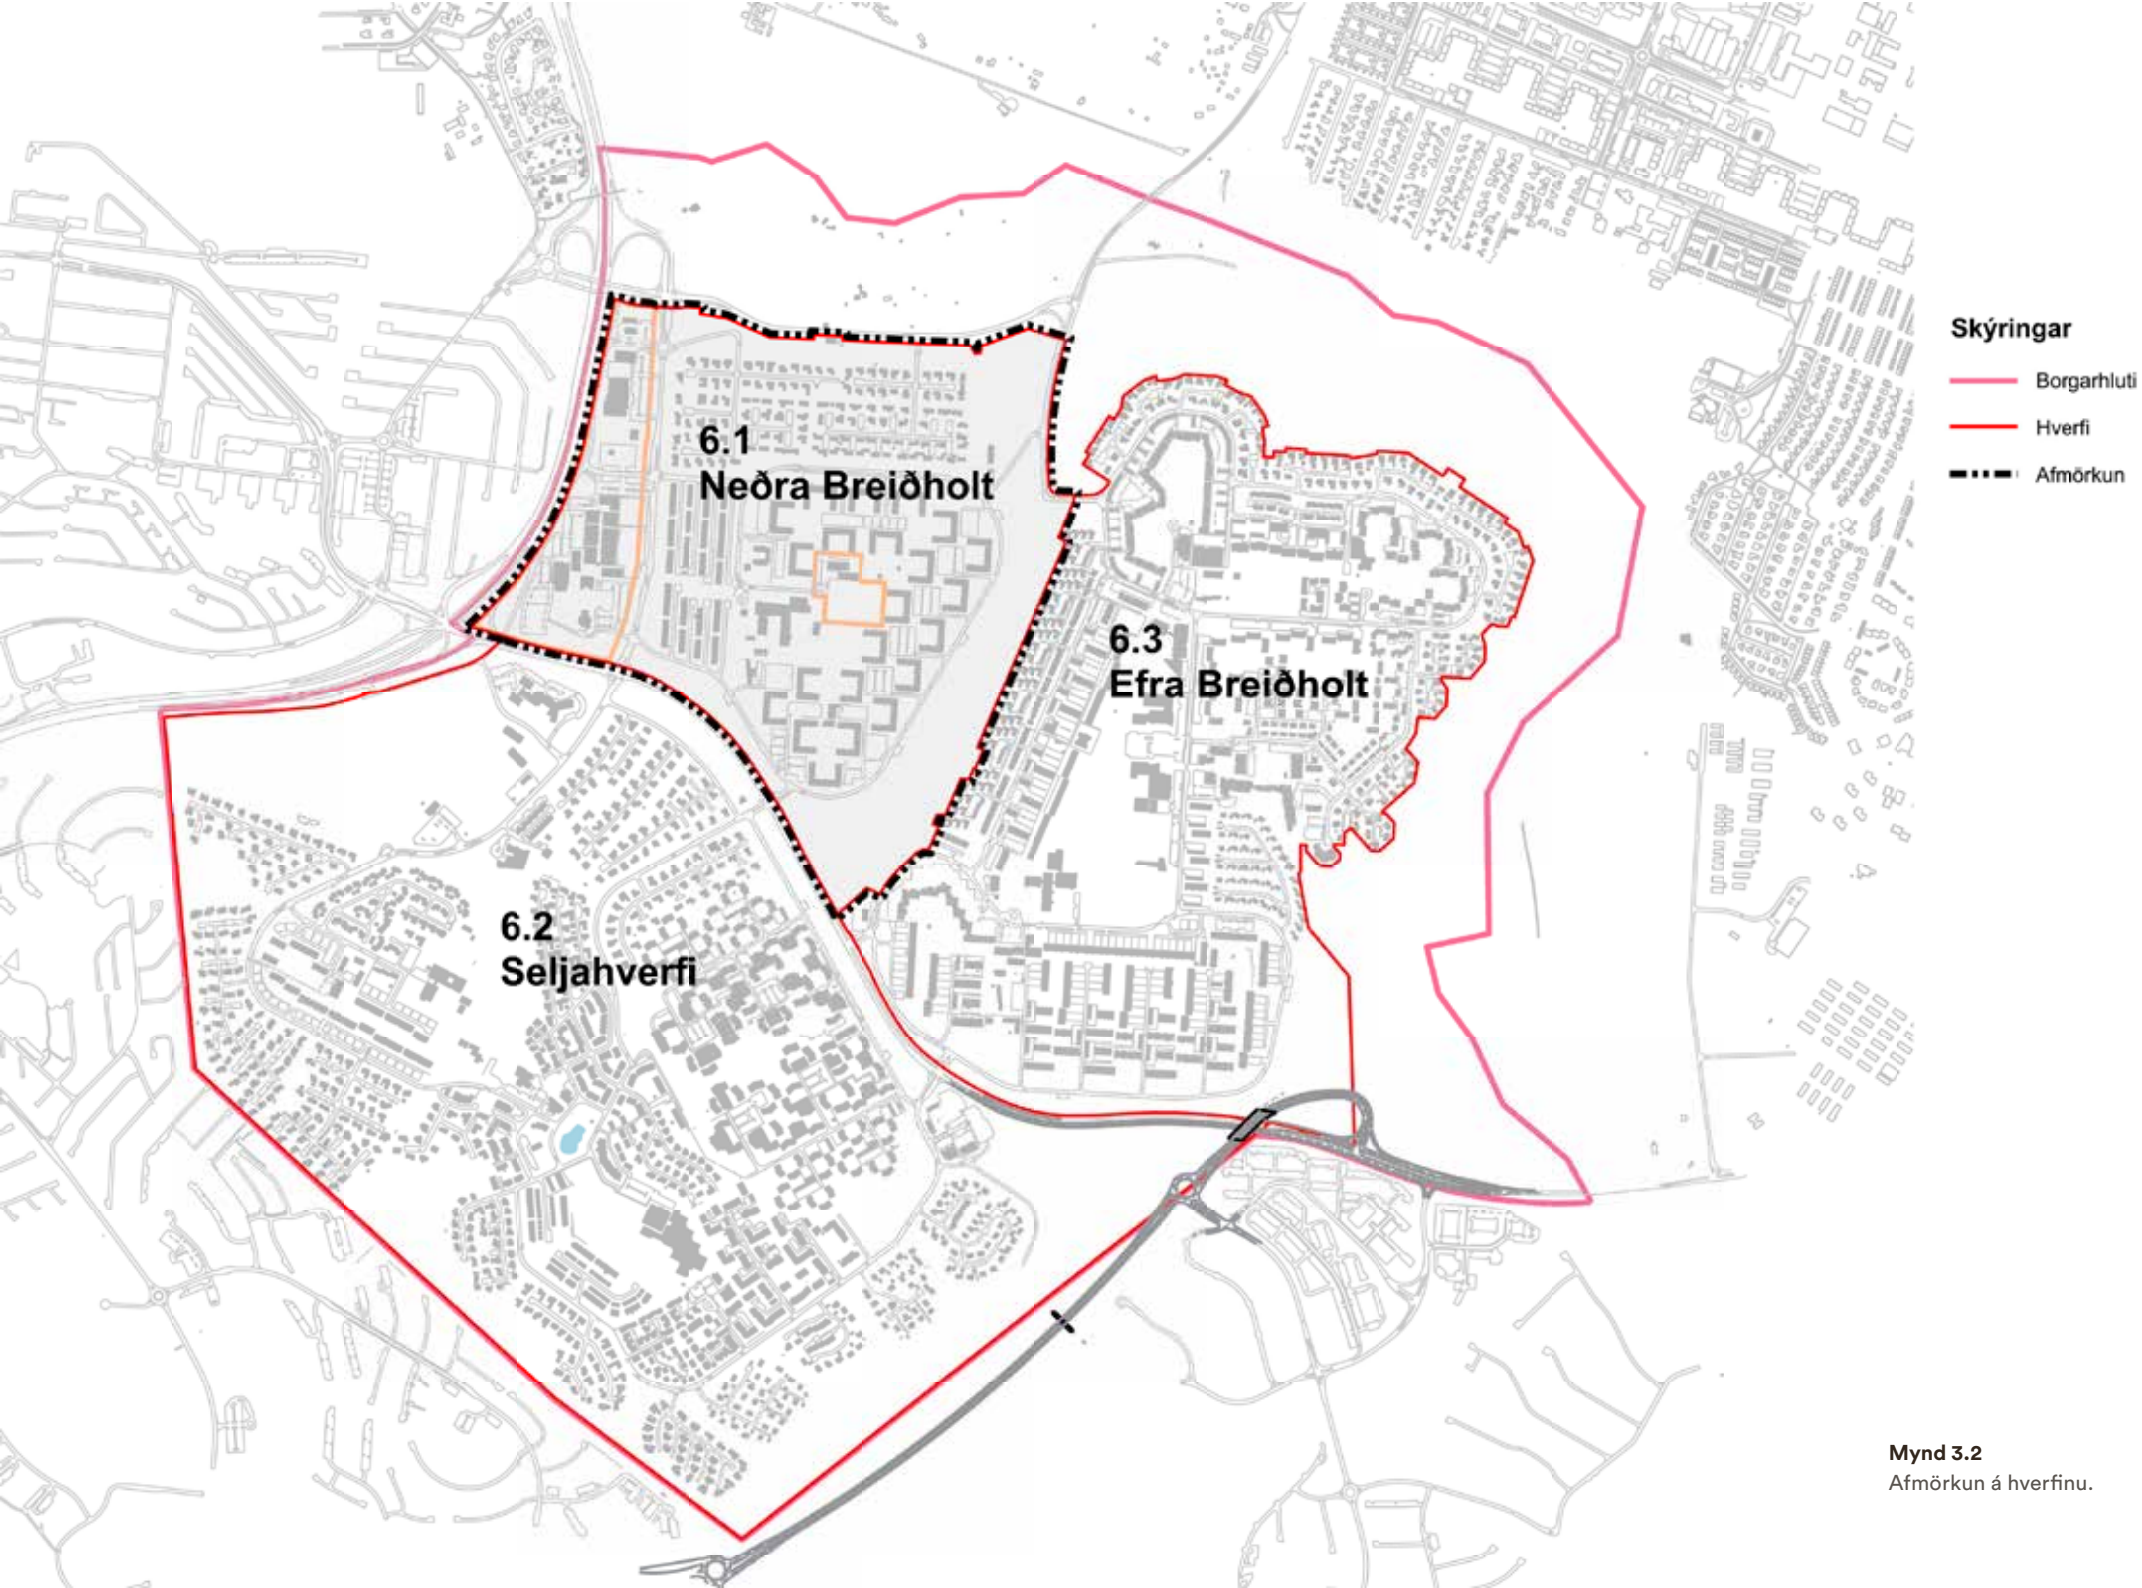 6.1
Neðra Breiðholt
6.3
Efra Breiðholt
6.2
Seljahverfi
Skýringar
Borgarhluti
Hverfi
Afmörkun
Mynd 3.2
Afmörkun á hverfinu.